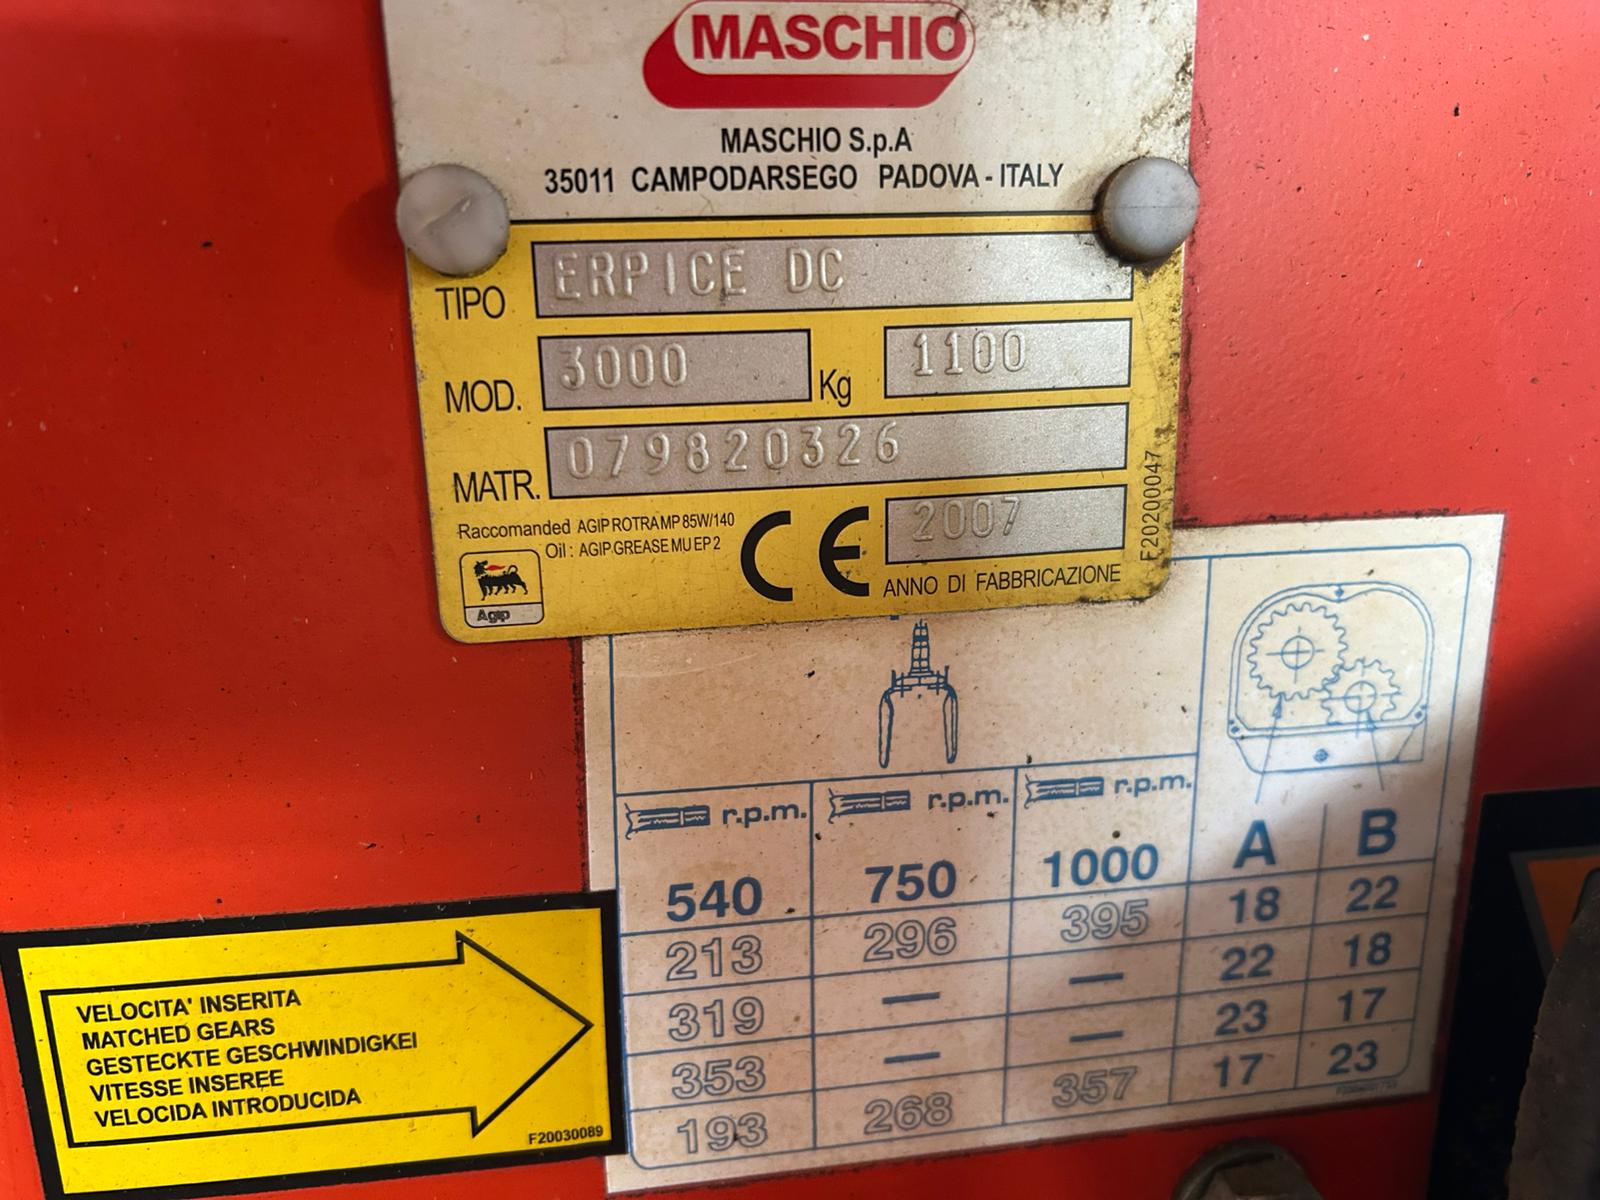 MASCHIO
MASCHIO S.p.A
35011 CAMPODARSEGO PADOVA - ITALY
TIPO ERPICE DC
MOD. 3000 Kg 1100
MATR. 079820326
Raccomanded AGIP ROTRA MP 85W/140
Oil : AGIP GREASE MU EP 2
CE 2007
ANNO DI FABBRICAZIONE
Agip
F20200047
r.p.m. r.p.m. r.p.m.
540 750 1000 A B
213 296 395 18 22
319 — — 22 18
353 — — 23 17
193 268 357 17 23
VELOCITA' INSERITA
MATCHED GEARS
GESTECKTE GESCHWINDIGKEI
VITESSE INSEREE
VELOCIDA INTRODUCIDA
F20030089